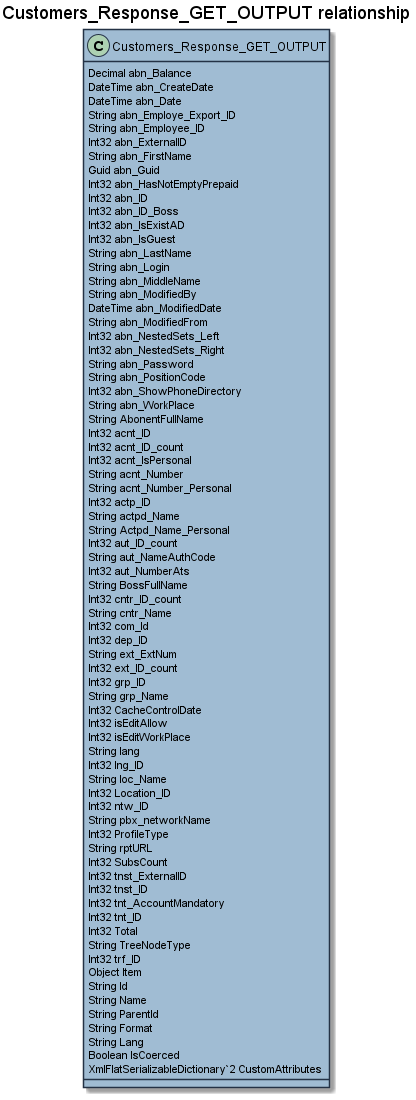 Customers_Response_GET_OUTPUT relationship
C Customers_Response_GET_OUTPUT
Decimal abn_Balance
DateTime abn_CreateDate
DateTime abn_Date
String abn_Employe_Export_ID
String abn_Employee_ID
Int32 abn_ExternalID
String abn_FirstName
Guid abn_Guid
Int32 abn_HasNotEmptyPrepaid
Int32 abn_ID
Int32 abn_ID_Boss
Int32 abn_IsExistAD
Int32 abn_IsGuest
String abn_LastName
String abn_Login
String abn_MiddleName
String abn_ModifiedBy
DateTime abn_ModifiedDate
String abn_ModifiedFrom
Int32 abn_NestedSets_Left
Int32 abn_NestedSets_Right
String abn_Password
String abn_PositionCode
Int32 abn_ShowPhoneDirectory
String abn_WorkPlace
String AbonentFullName
Int32 acnt_ID
Int32 acnt_ID_count
Int32 acnt_IsPersonal
String acnt_Number
String acnt_Number_Personal
Int32 actp_ID
String actpd_Name
String Actpd_Name_Personal
Int32 aut_ID_count
String aut_NameAuthCode
Int32 aut_NumberAts
String BossFullName
Int32 cntr_ID_count
String cntr_Name
Int32 com_Id
Int32 dep_ID
String ext_ExtNum
Int32 ext_ID_count
Int32 grp_ID
String grp_Name
Int32 CacheControlDate
Int32 isEditAllow
Int32 isEditWorkPlace
String lang
Int32 lng_ID
String loc_Name
Int32 Location_ID
Int32 ntw_ID
String pbx_networkName
Int32 ProfileType
String rptURL
Int32 SubsCount
Int32 tnst_ExternalID
Int32 tnst_ID
Int32 tnt_AccountMandatory
Int32 tnt_ID
Int32 Total
String TreeNodeType
Int32 trf_ID
Object Item
String Id
String Name
String ParentId
String Format
String Lang
Boolean IsCoerced
XmlFlatSerializableDictionary`2 CustomAttributes